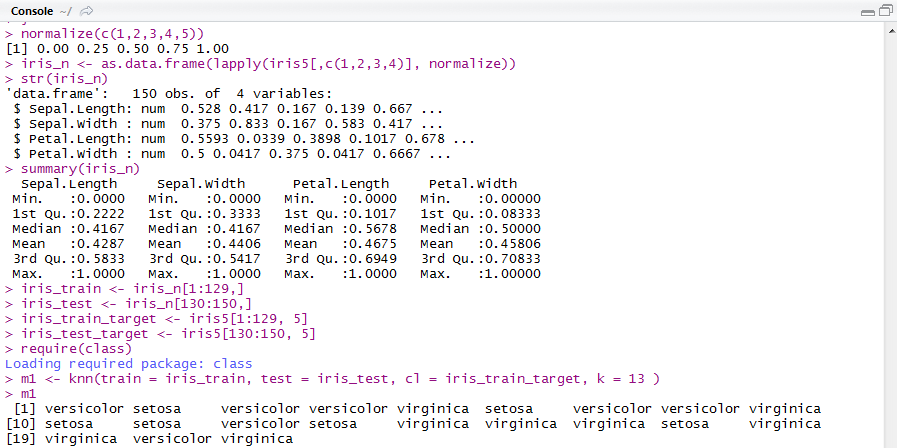 Console ~/
> normalize(c(1,2,3,4,5))
[1] 0.00 0.25 0.50 0.75 1.00
> iris_n <- as.data.frame(lapply(iris5[,c(1,2,3,4)], normalize))
> str(iris_n)
'data.frame':   150 obs. of  4 variables:
 $ Sepal.Length: num  0.528 0.417 0.167 0.139 0.667 ...
 $ Sepal.Width : num  0.375 0.833 0.167 0.583 0.417 ...
 $ Petal.Length: num  0.5593 0.0339 0.3898 0.1017 0.678 ...
 $ Petal.Width : num  0.5 0.0417 0.375 0.0417 0.6667 ...
> summary(iris_n)
  Sepal.Length     Sepal.Width      Petal.Length     Petal.Width
 Min.   :0.0000   Min.   :0.0000   Min.   :0.0000   Min.   :0.00000
 1st Qu.:0.2222   1st Qu.:0.3333   1st Qu.:0.1017   1st Qu.:0.08333
 Median :0.4167   Median :0.4167   Median :0.5678   Median :0.50000
 Mean   :0.4287   Mean   :0.4406   Mean   :0.4675   Mean   :0.45806
 3rd Qu.:0.5833   3rd Qu.:0.5417   3rd Qu.:0.6949   3rd Qu.:0.70833
 Max.   :1.0000   Max.   :1.0000   Max.   :1.0000   Max.   :1.00000
> iris_train <- iris_n[1:129,]
> iris_test <- iris_n[130:150,]
> iris_train_target <- iris5[1:129, 5]
> iris_test_target <- iris5[130:150, 5]
> require(class)
Loading required package: class
> m1 <- knn(train = iris_train, test = iris_test, cl = iris_train_target, k = 13 )
> m1
 [1] versicolor setosa     versicolor versicolor virginica  setosa     versicolor versicolor virginica
[10] setosa     setosa     versicolor setosa     virginica  virginica  virginica  setosa     virginica
[19] virginica  versicolor virginica